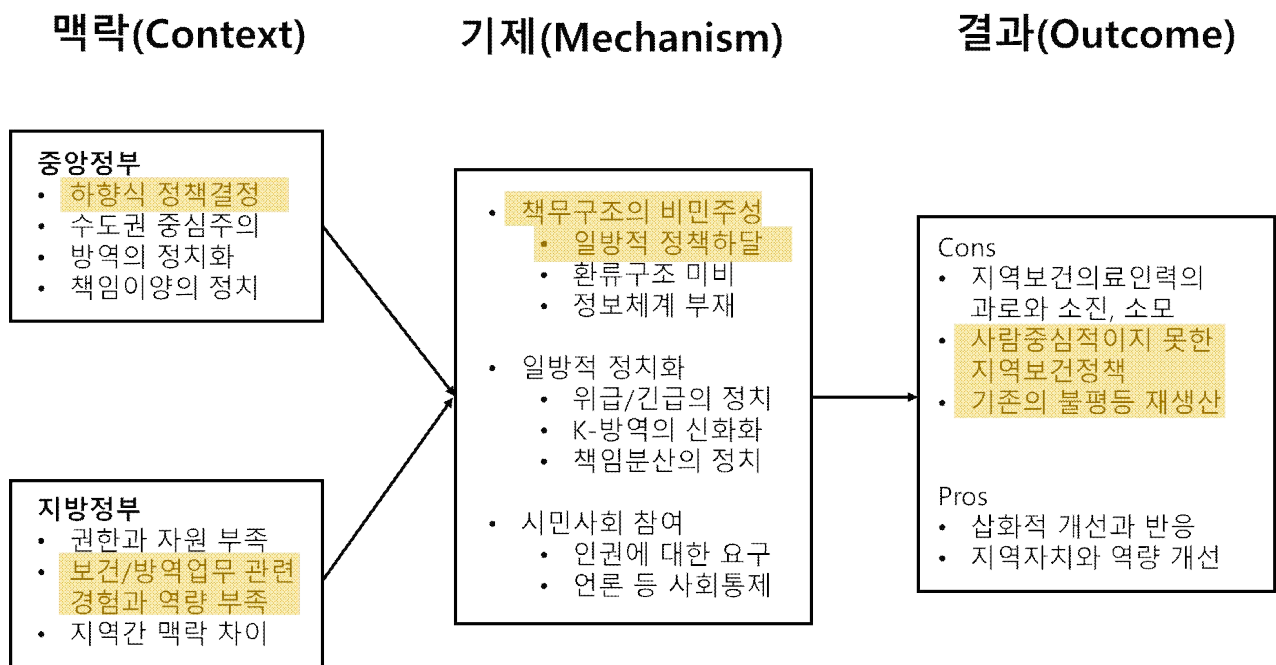 맥락(Context)
기제(Mechanism)
결과(Outcome)
중앙정부
• 하향식 정책결정
• 수도권 중심주의
• 방역의 정치화
• 책임이양의 정치
지방정부
• 권한과 자원 부족
• 보건/방역업무 관련
경험과 역량 부족
• 지역간 맥락 차이
• 책무구조의 비민주성
• 일방적 정책하달
• 환류구조 미비
• 정보체계 부재
• 일방적 정치화
• 위급/긴급의 정치
• K-방역의 신화화
• 책임분산의 정치
• 시민사회 참여
• 인권에 대한 요구
• 언론 등 사회통제
Cons
• 지역보건의료인력의
과로와 소진, 소모
• 사람중심적이지 못한
지역보건정책
• 기존의 불평등 재생산
Pros
• 삽화적 개선과 반응
• 지역자치와 역량 개선